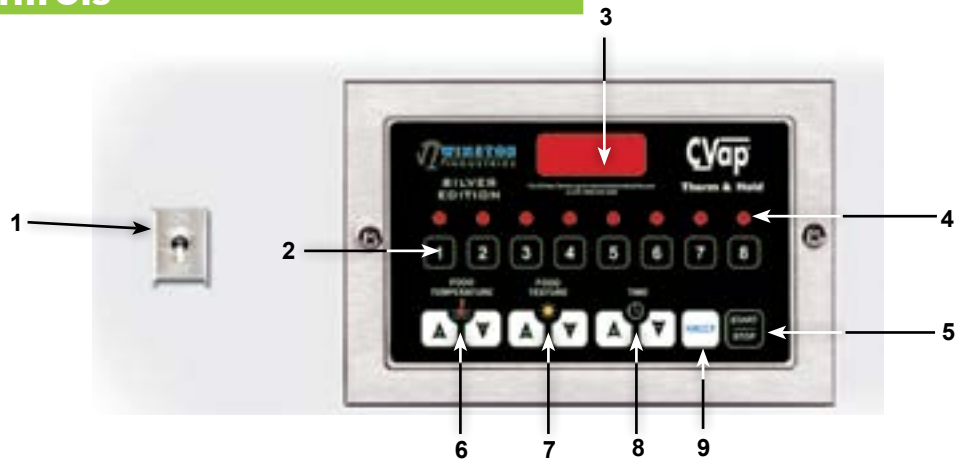 3
WINSTON
INDUSTRIES
CVap
SILVER
EDITION
Therm & Hold
4
1
2
1 2 3 4 5 6 7 8
FOOD
TEMPERATURE
FOOD
TEXTURE
TIME
START
STOP
HACCP
5
6
7
8
9